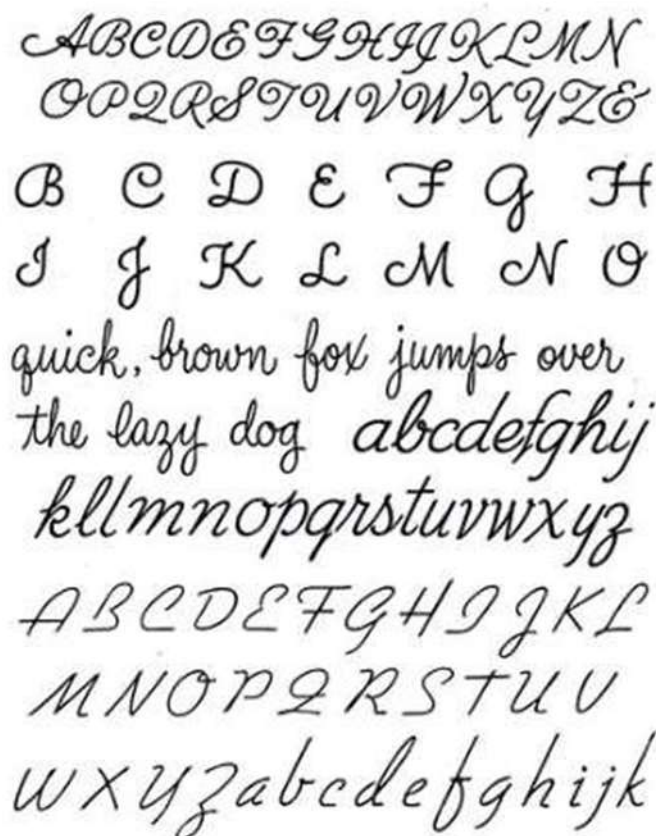 ABCDEFGHIJKLMN
OPQRSTUVWXYZ&
B C D E F G H
I J K L M N O
quick, brown fox jumps over
the lazy dog abcdefghij
kllmnopqrstuvwxyz
ABCDEFGHIJKL
MNOPQRSTUV
WXYZabcdefghijk